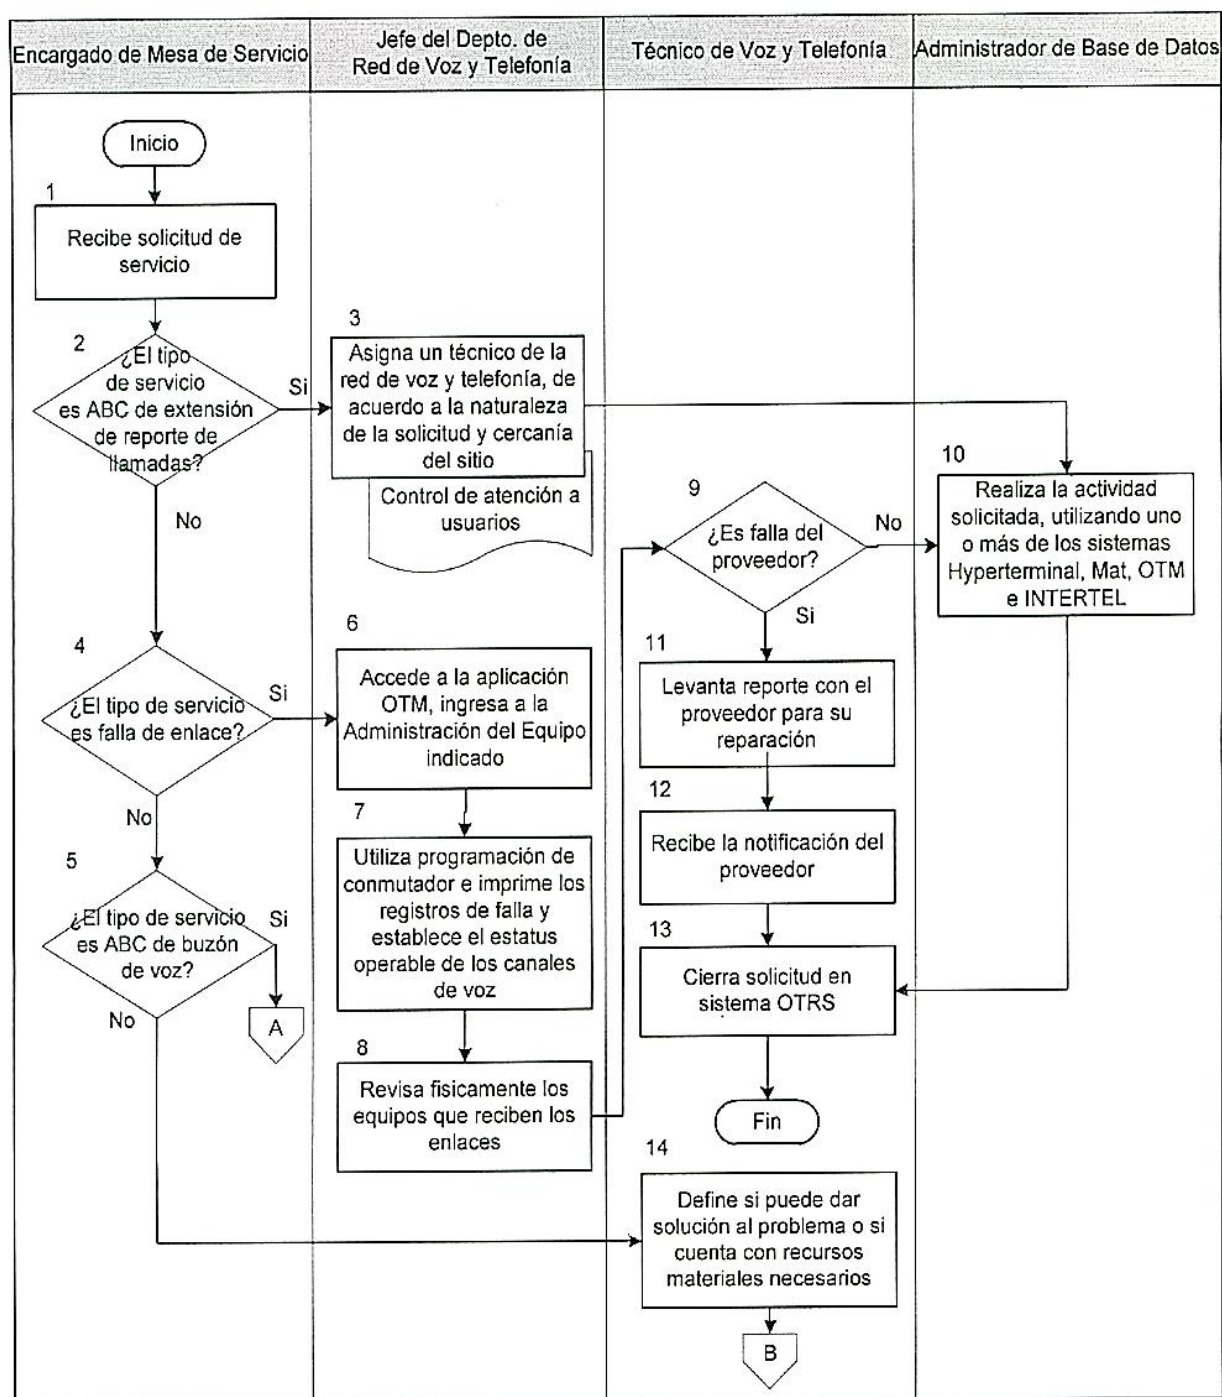 Encargado de Mesa de Servicio
Jefe del Depto. de
Red de Voz y Telefonía
Técnico de Voz y Telefonía
Administrador de Base de Datos
Inicio
1
Recibe solicitud de
servicio
2
¿El tipo
de servicio
es ABC de extensión
de reporte de
llamadas?
Si
No
3
Asigna un técnico de la
red de voz y telefonía, de
acuerdo a la naturaleza
de la solicitud y cercanía
del sitio
Control de atención a
usuarios
4
¿El tipo de servicio
es falla de enlace?
Si
No
5
¿El tipo de servicio
es ABC de buzón
de voz?
Si
No
A
6
Accede a la aplicación
OTM, ingresa a la
Administración del Equipo
indicado
7
Utiliza programación de
conmutador e imprime los
registros de falla y
establece el estatus
operable de los canales
de voz
8
Revisa fisicamente los
equipos que reciben los
enlaces
9
¿Es falla del
proveedor?
No
Si
10
Realiza la actividad
solicitada, utilizando uno
o más de los sistemas
Hyperterminal, Mat, OTM
e INTERTEL
11
Levanta reporte con el
proveedor para su
reparación
12
Recibe la notificación del
proveedor
13
Cierra solicitud en
sistema OTRS
Fin
14
Define si puede dar
solución al problema o si
cuenta con recursos
materiales necesarios
B